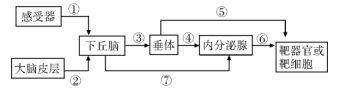 ① ⑤
感受器
下丘脑 ③ 垂体 ④ 内分泌腺 ⑥ 靶器官或
靶细胞
大脑皮层
② ⑦